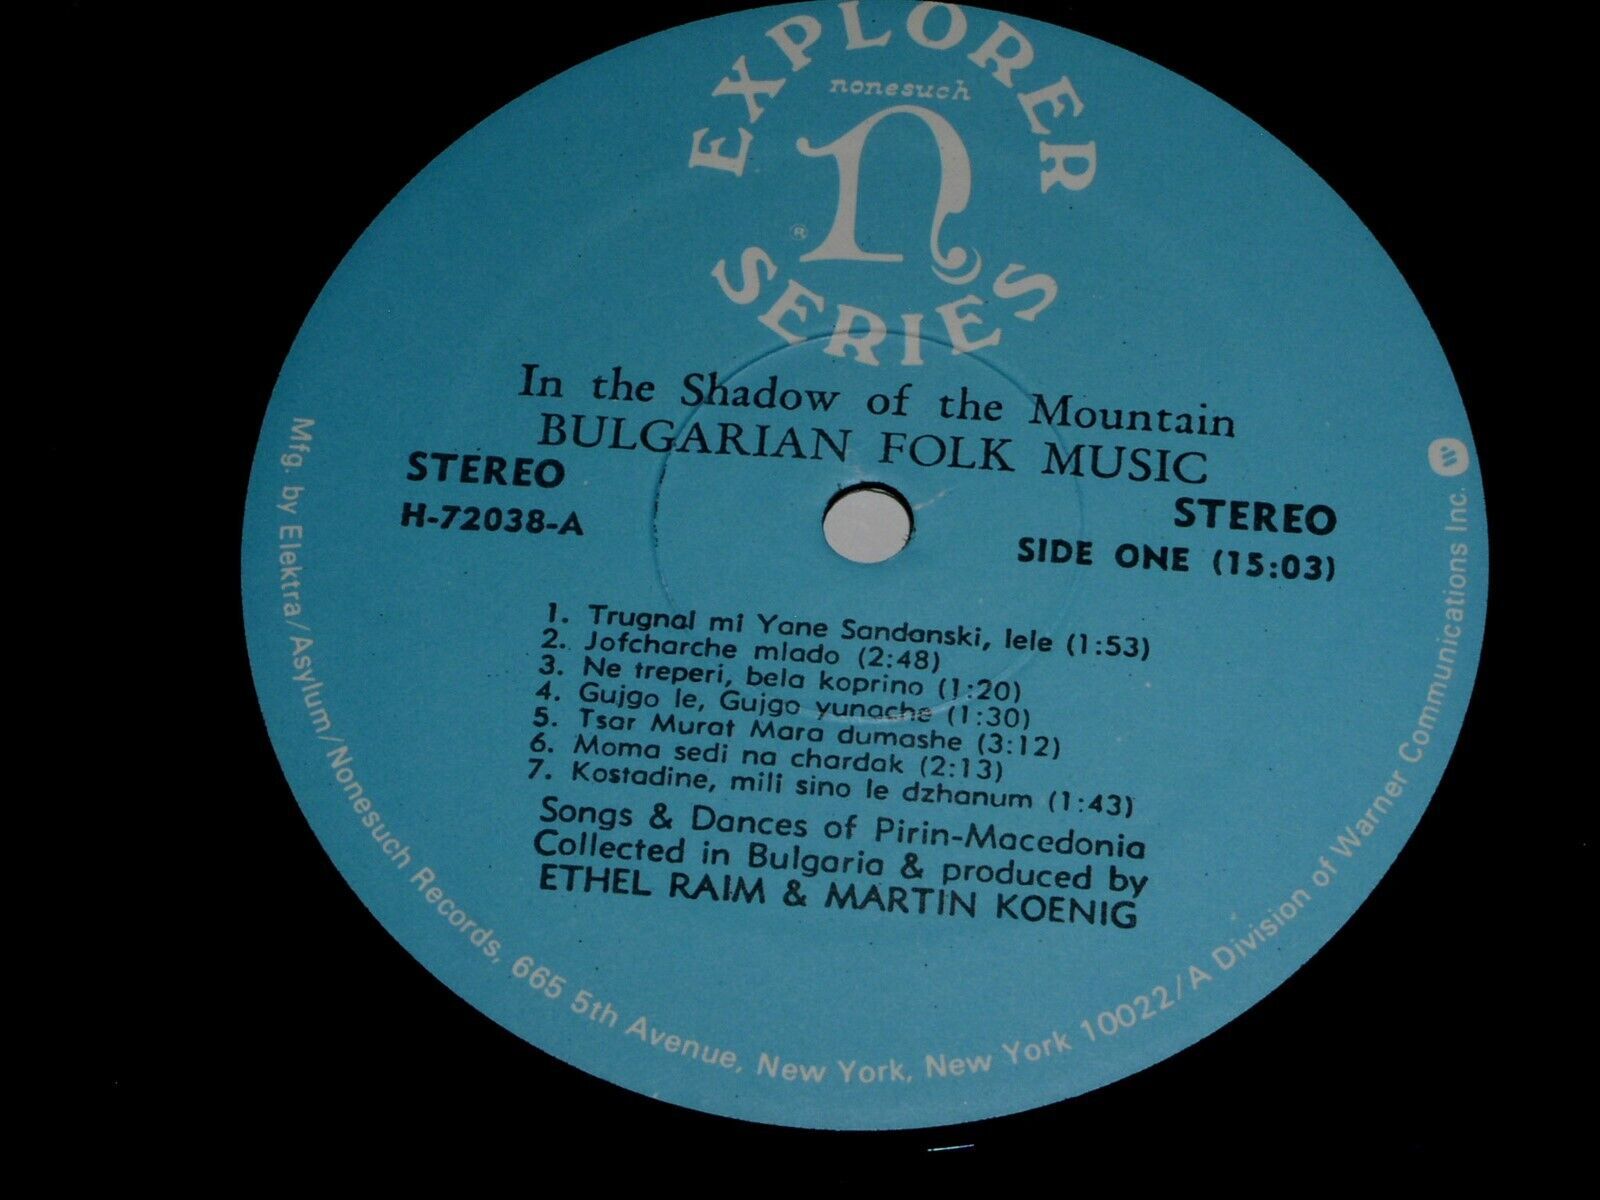 EXPLORER
nonesuch
n
®
SERIES
In the Shadow of the Mountain
BULGARIAN FOLK MUSIC
STEREO
H-72038-A
STEREO
SIDE ONE (15:03)
1. Trugnal mi Yane Sandanski, lele (1:53)
2. Jofcharche mlado (2:48)
3. Ne treperi, bela koprino (1:20)
4. Gujgo le, Gujgo yunache (1:30)
5. Tsar Murat Mara dumashe (3:12)
6. Moma sedi na chardak (2:13)
7. Kostadine, mili sino le dzhanum (1:43)
Songs & Dances of Pirin-Macedonia
Collected in Bulgaria & produced by
ETHEL RAIM & MARTIN KOENIG
Mfg. by Elektra/Asylum/Nonesuch Records, 665 5th Avenue, New York, New York 10022/A Division of Warner Communications Inc.